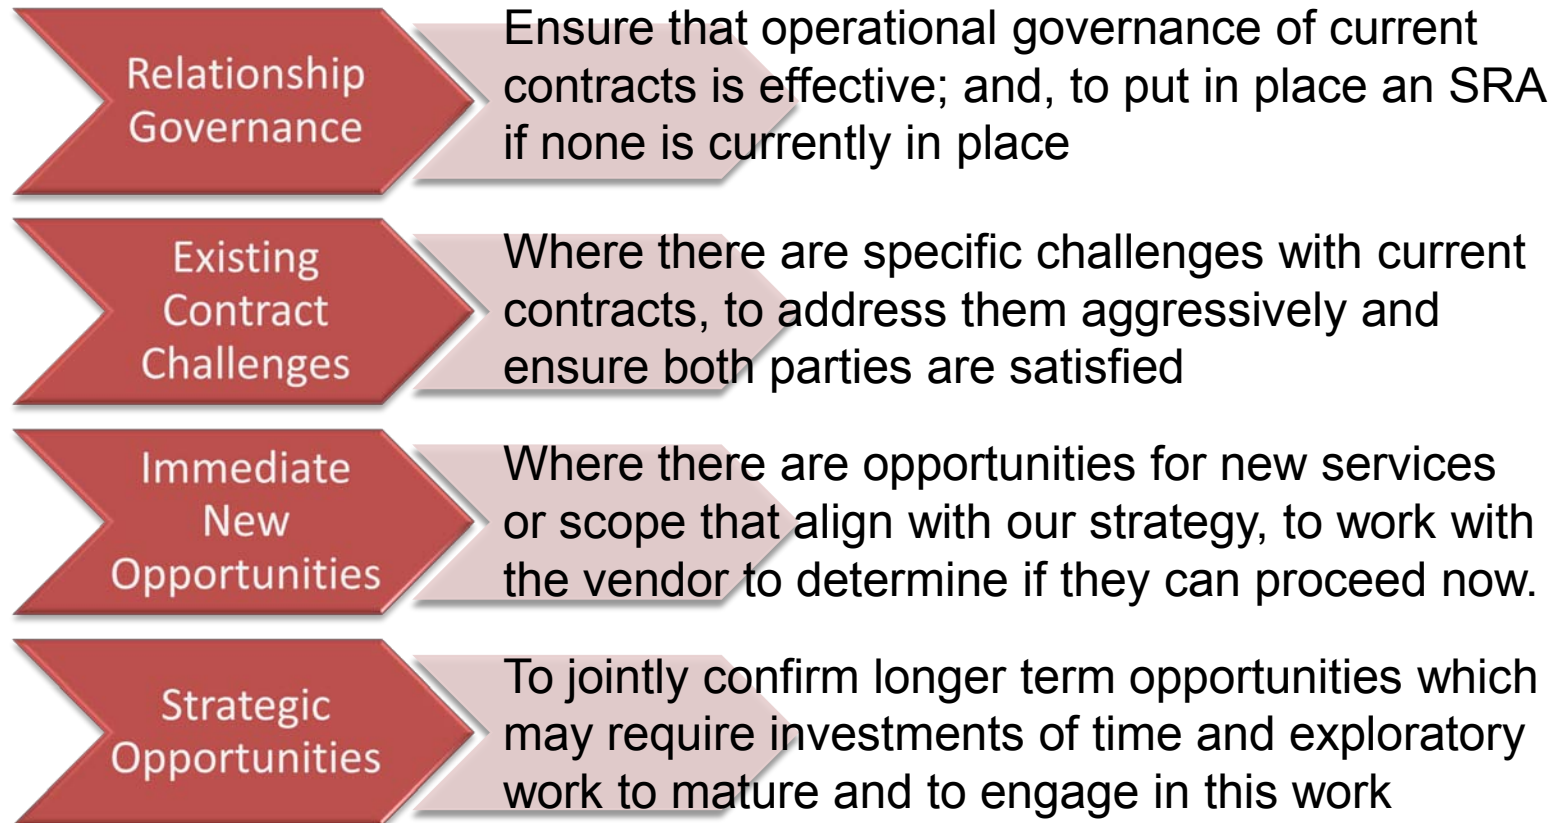 Relationship
Governance
Ensure that operational governance of current
contracts is effective; and, to put in place an SRA
if none is currently in place
Existing
Contract
Challenges
Where there are specific challenges with current
contracts, to address them aggressively and
ensure both parties are satisfied
Immediate
New
Opportunities
Where there are opportunities for new services
or scope that align with our strategy, to work with
the vendor to determine if they can proceed now.
Strategic
Opportunities
To jointly confirm longer term opportunities which
may require investments of time and exploratory
work to mature and to engage in this work